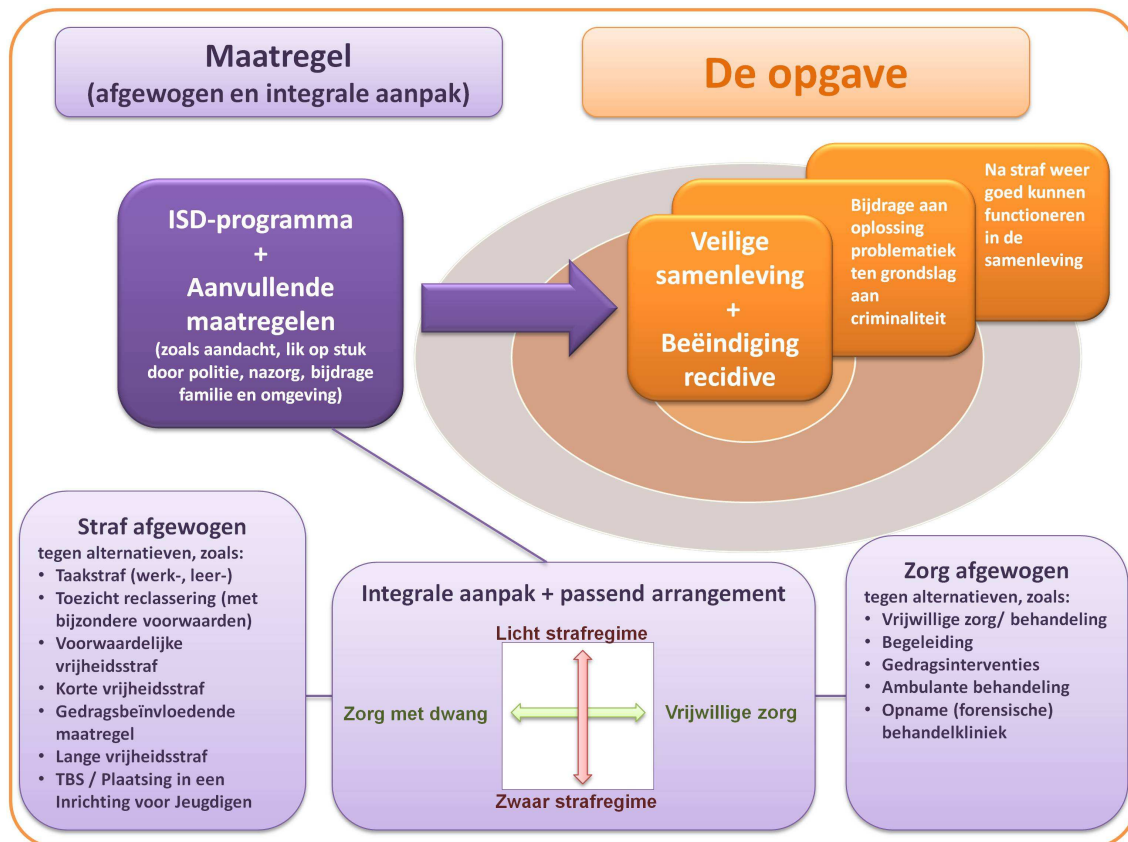 Maatregel
(afgewogen en integrale aanpak)
De opgave
ISD-programma
+
Aanvullende
maatregelen
(zoals aandacht, lik op stuk
door politie, nazorg, bijdrage
familie en omgeving)
Veilige
samenleving
+
Beëindiging
recidive
Bijdrage aan
oplossing
problematiek
ten grondslag
aan
criminaliteit
Na straf weer
goed kunnen
functioneren
in de
samenleving
Straf afgewogen
tegen alternatieven, zoals:
• Taakstraf (werk-, leer-)
• Toezicht reclassering (met
bijzondere voorwaarden)
• Voorwaardelijke
vrijheidsstraf
• Korte vrijheidsstraf
• Gedragsbeïnvloedende
maatregel
• Lange vrijheidsstraf
• TBS / Plaatsing in een
Inrichting voor Jeugdigen
Integrale aanpak + passend arrangement
Licht strafregime
Zorg met dwang
Vrijwillige zorg
Zwaar strafregime
Zorg afgewogen
tegen alternatieven, zoals:
• Vrijwillige zorg/ behandeling
• Begeleiding
• Gedragsinterventies
• Ambulante behandeling
• Opname (forensische)
behandelkliniek